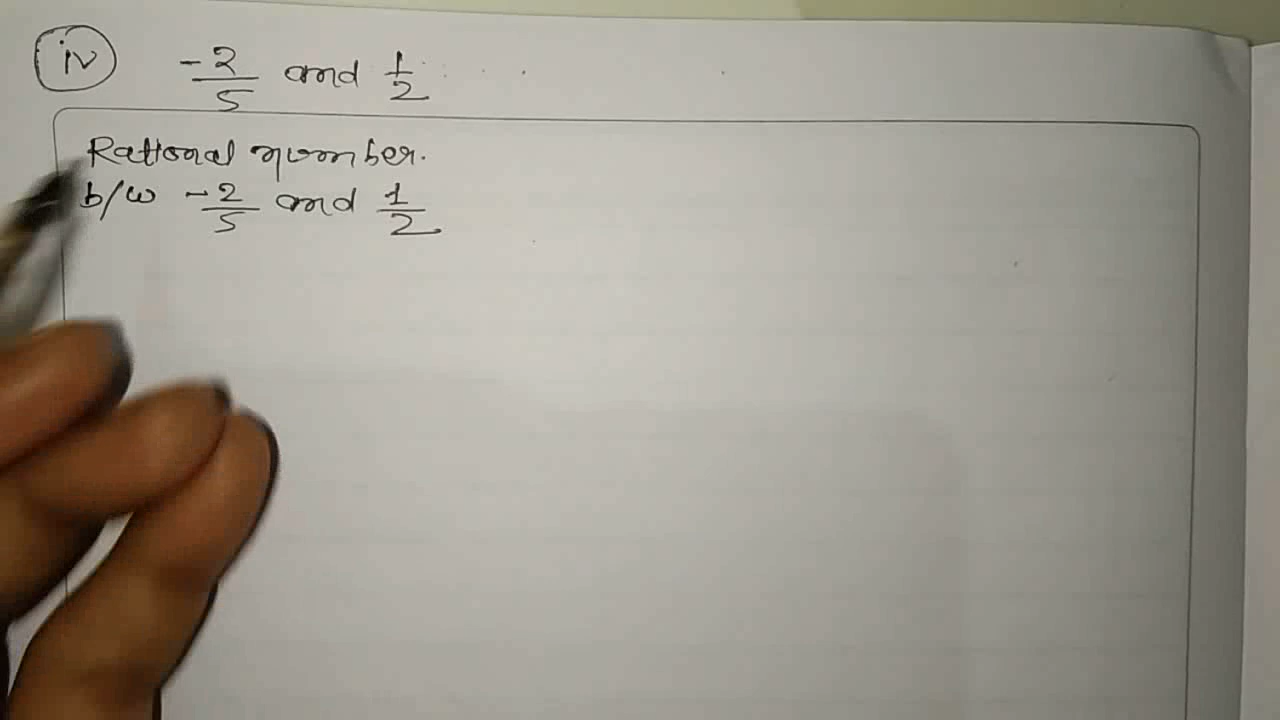 iv -2/5 and 1/2
Rational number.
b/w -2/5 and 1/2